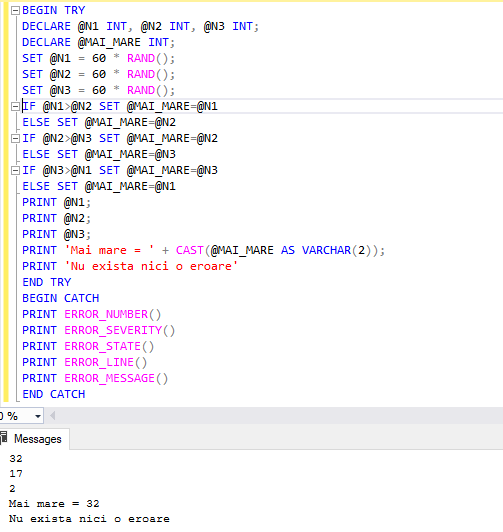 BEGIN TRY
DECLARE @N1 INT, @N2 INT, @N3 INT;
DECLARE @MAI_MARE INT;
SET @N1 = 60 * RAND();
SET @N2 = 60 * RAND();
SET @N3 = 60 * RAND();
IF @N1>@N2 SET @MAI_MARE=@N1
ELSE SET @MAI_MARE=@N2
IF @N2>@N3 SET @MAI_MARE=@N2
ELSE SET @MAI_MARE=@N3
IF @N3>@N1 SET @MAI_MARE=@N3
ELSE SET @MAI_MARE=@N1
PRINT @N1;
PRINT @N2;
PRINT @N3;
PRINT 'Mai mare = ' + CAST(@MAI_MARE AS VARCHAR(2));
PRINT 'Nu exista nici o eroare'
END TRY
BEGIN CATCH
PRINT ERROR_NUMBER()
PRINT ERROR_SEVERITY()
PRINT ERROR_STATE()
PRINT ERROR_LINE()
PRINT ERROR_MESSAGE()
END CATCH
0 %
Messages
32
17
2
Mai mare = 32
Nu exista nici o eroare